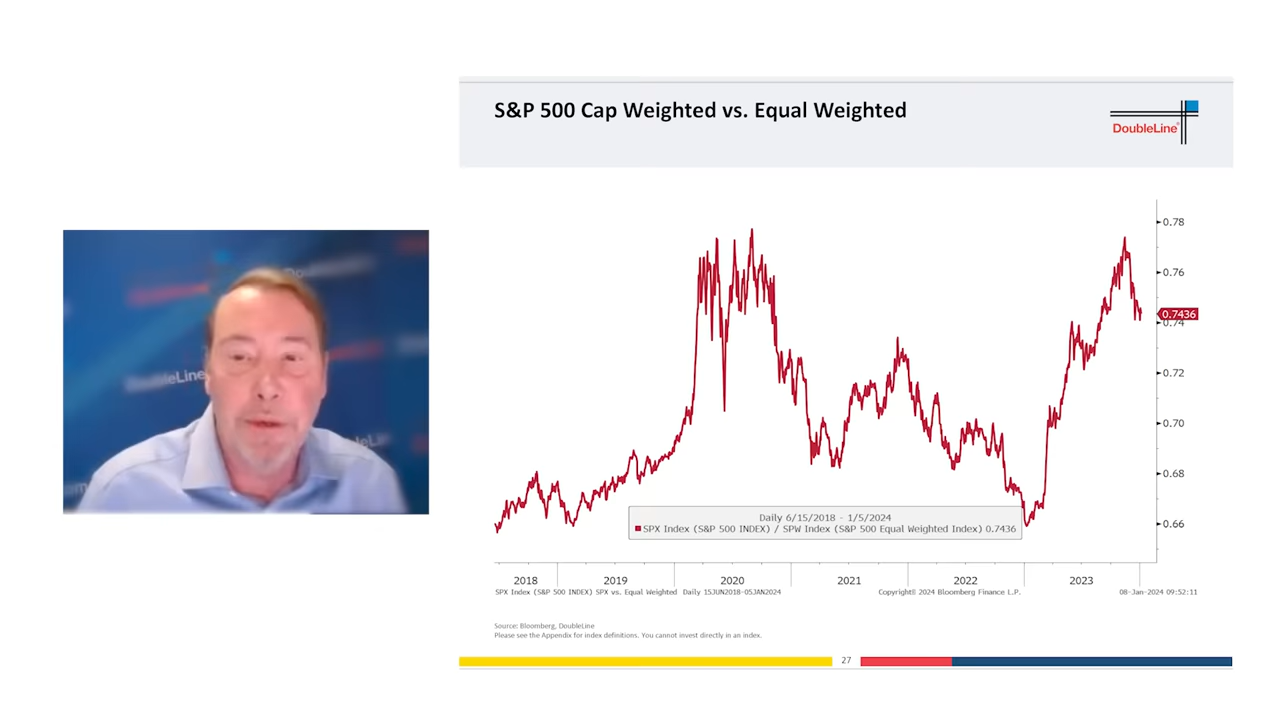 S&P 500 Cap Weighted vs. Equal Weighted
DoubleLine®
DoubleLine
0.78
0.76
0.7436
0.74
0.72
0.70
0.68
0.66
Daily 6/15/2018 - 1/5/2024
SPX Index (S&P 500 INDEX) / SPW Index (S&P 500 Equal Weighted Index) 0.7436
2018 2019 2020 2021 2022 2023
SPX Index (S&P 500 INDEX) SPX vs. Equal Weighted Daily 15JUN2018-05JAN2024 Copyright® 2024 Bloomberg Finance L.P. 08-Jan-2024 09:52:11
Source: Bloomberg, DoubleLine
Please see the Appendix for index definitions. You cannot invest directly in an index.
27